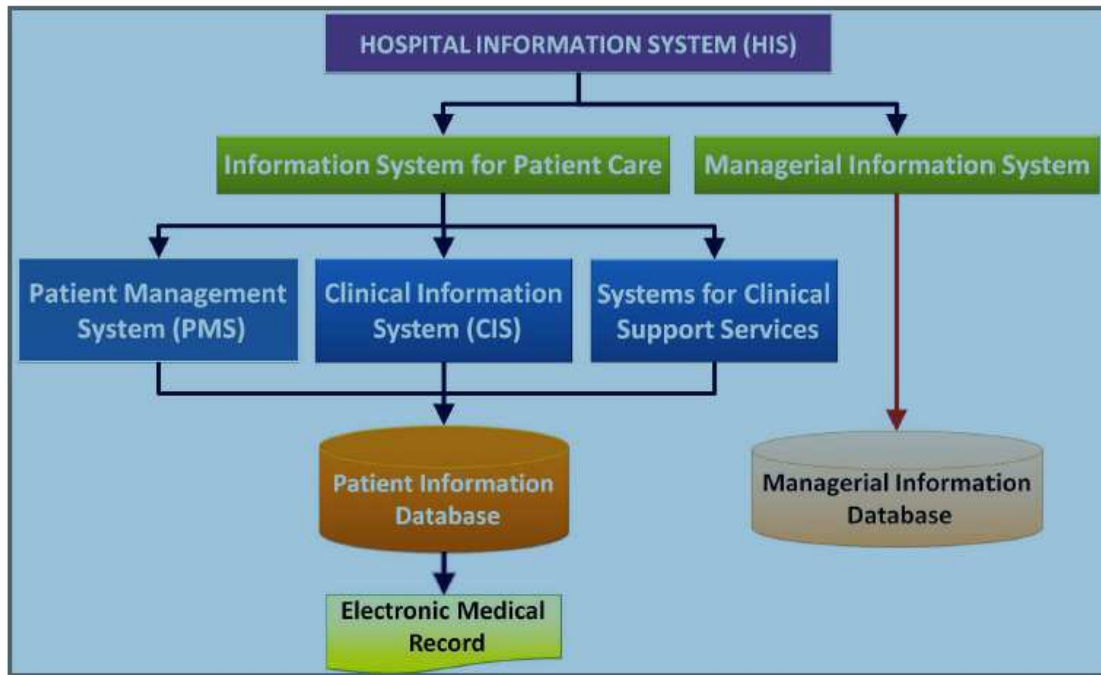 HOSPITAL INFORMATION SYSTEM (HIS)
Information System for Patient Care
Managerial Information System
Patient Management
System (PMS)
Clinical Information
System (CIS)
Systems for Clinical
Support Services
Patient Information
Database
Managerial Information
Database
Electronic Medical
Record